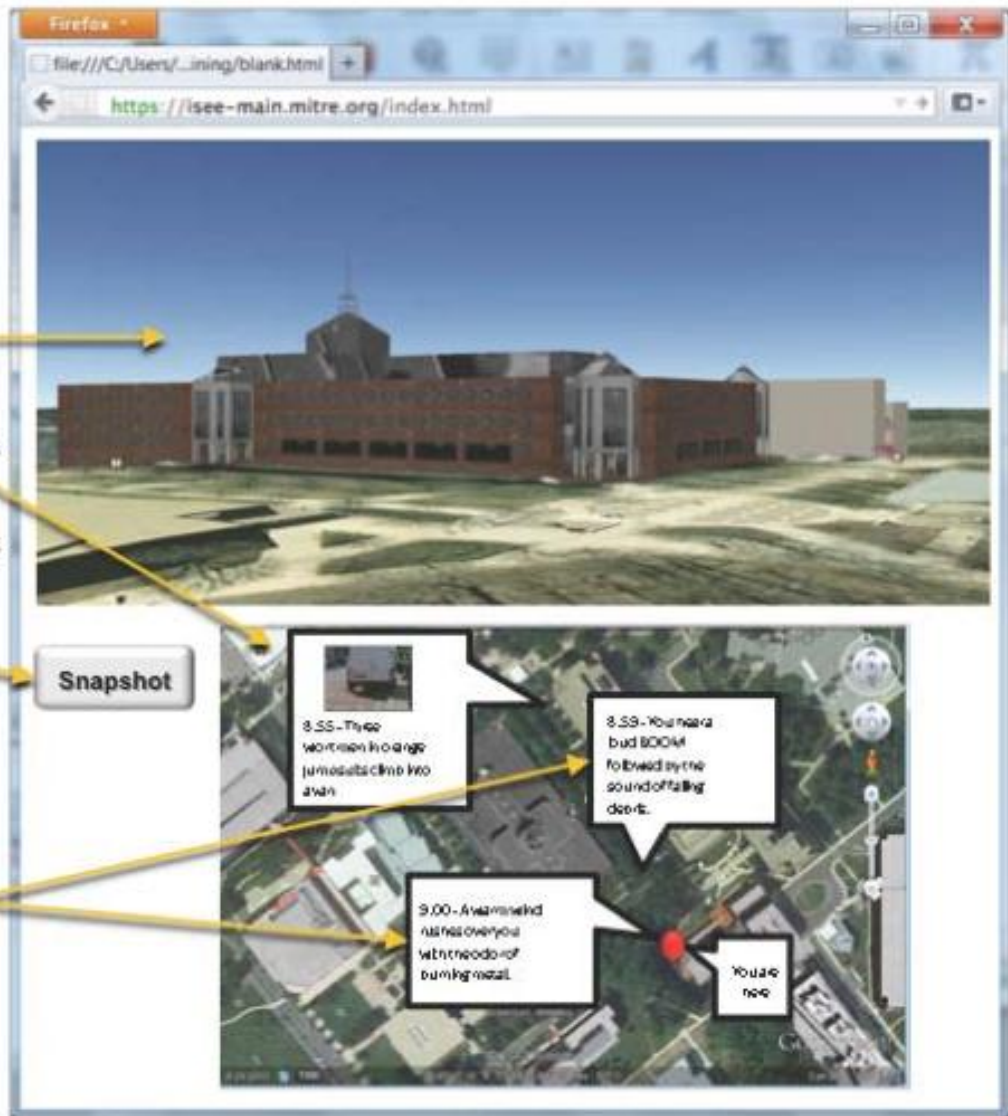 Firefox
file:///C:/Users/...ining/blank.html +
https://isee-main.mitre.org/index.html
Snapshot
8.55 - Three
workmen in orange
jumpsuits climb into
a van
8.59 - You hear a
loud BOOM
followed by the
sound of falling
debris.
9.00 - A warm wind
rushes over you
with the odor of
burning metal.
You are
here